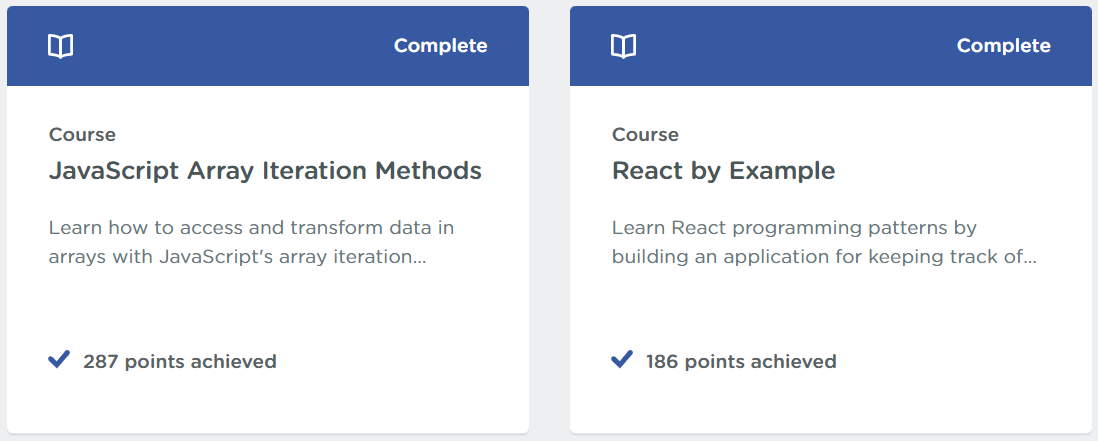 Complete
Course
JavaScript Array Iteration Methods
Learn how to access and transform data in
arrays with JavaScript's array iteration...
287 points achieved
Complete
Course
React by Example
Learn React programming patterns by
building an application for keeping track of...
186 points achieved